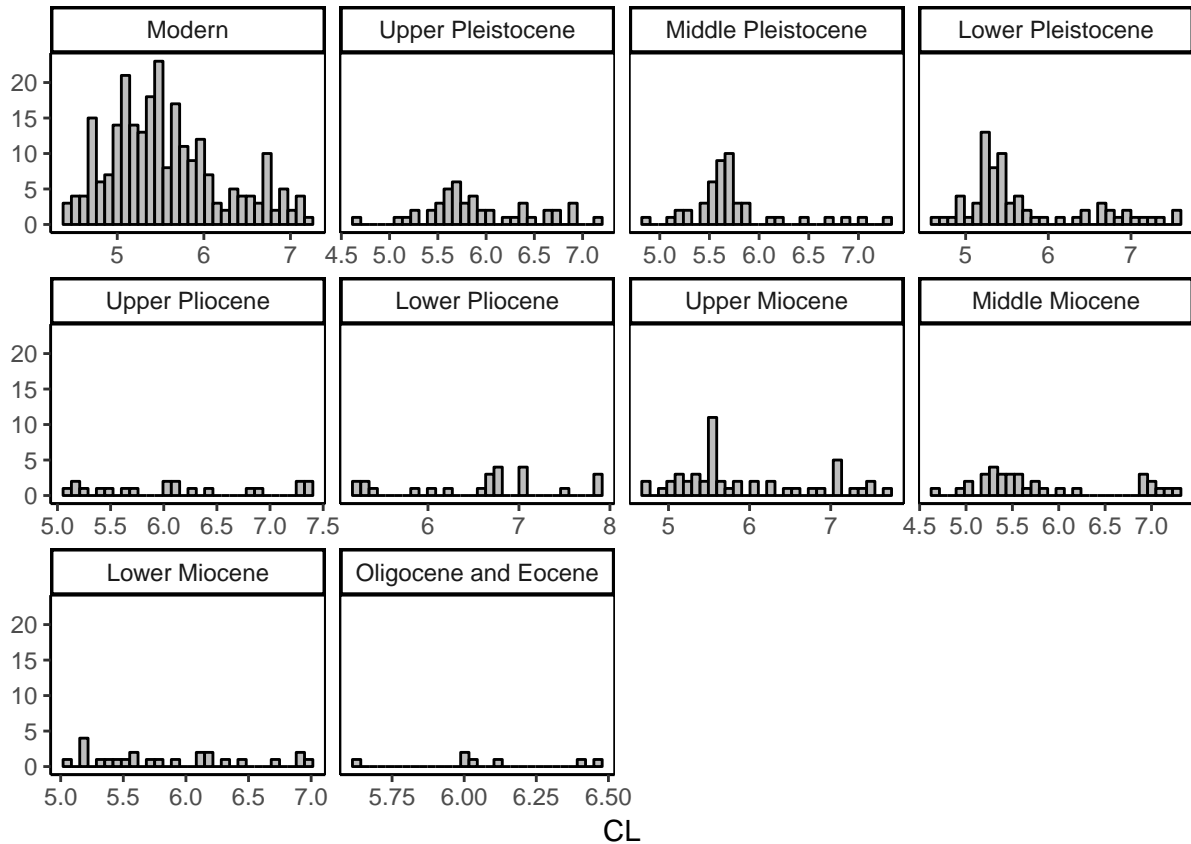 Modern Upper Pleistocene Middle Pleistocene Lower Pleistocene
20
15
10
5
0
5 6 7 4.5 5.0 5.5 6.0 6.5 7.0 5.0 5.5 6.0 6.5 7.0 5 6 7
Upper Pliocene Lower Pliocene Upper Miocene Middle Miocene
20
15
10
5
0
5.0 5.5 6.0 6.5 7.0 7.5 6 7 8 5 6 7 4.5 5.0 5.5 6.0 6.5 7.0
Lower Miocene Oligocene and Eocene
20
15
10
5
0
5.0 5.5 6.0 6.5 7.0 5.75 6.00 6.25 6.50
CL